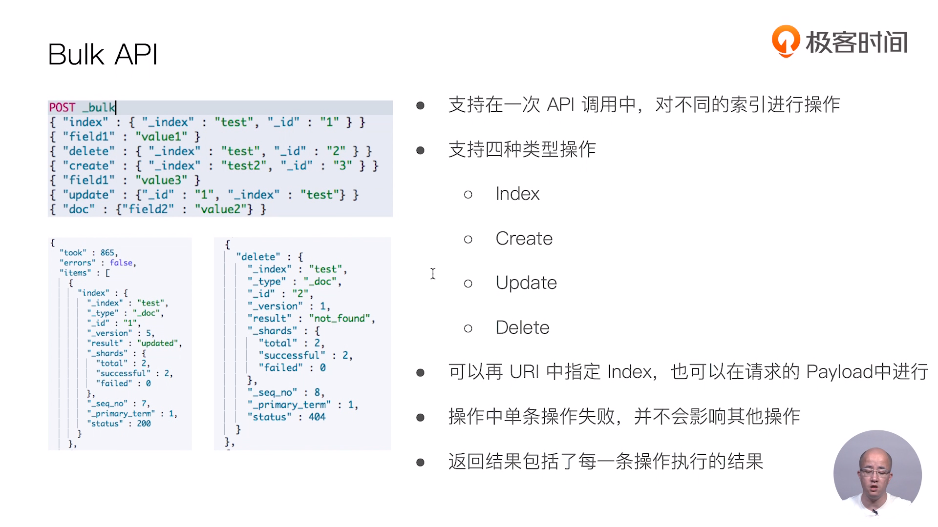 极客时间
Bulk API
POST _bulk
{ "index" : { "_index" : "test", "_id" : "1" } }
{ "field1" : "value1" }
{ "delete" : { "_index" : "test", "_id" : "2" } }
{ "create" : { "_index" : "test2", "_id" : "3" } }
{ "field1" : "value3" }
{ "update" : {"_id" : "1", "_index" : "test"} }
{ "doc" : {"field2" : "value2"} }
{
"took" : 865,
"errors" : false,
"items" : [
{
"index" : {
"_index" : "test",
"_type" : "_doc",
"_id" : "1",
"_version" : 5,
"result" : "updated",
"_shards" : {
"total" : 2,
"successful" : 2,
"failed" : 0
},
"_seq_no" : 7,
"_primary_term" : 1,
"status" : 200
}
},
{
"delete" : {
"_index" : "test",
"_type" : "_doc",
"_id" : "2",
"_version" : 1,
"result" : "not_found",
"_shards" : {
"total" : 2,
"successful" : 2,
"failed" : 0
},
"_seq_no" : 8,
"_primary_term" : 1,
"status" : 404
}
},
● 支持在一次 API 调用中，对不同的索引进行操作
● 支持四种类型操作
○ Index
○ Create
○ Update
○ Delete
● 可以再 URI 中指定 Index，也可以在请求的 Payload中进行
● 操作中单条操作失败，并不会影响其他操作
● 返回结果包括了每一条操作执行的结果